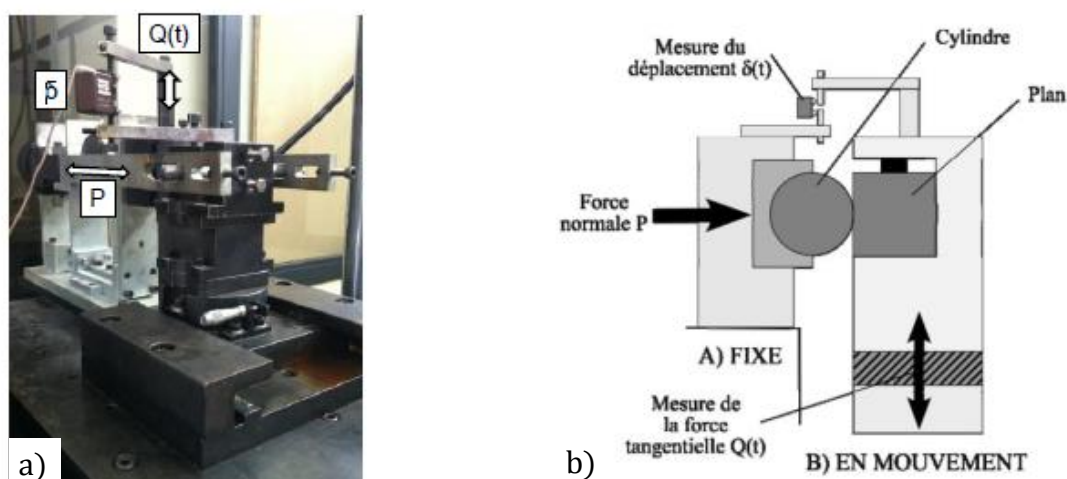 Q(t)
δ
P
a)
Mesure du
déplacement δ(t)
Cylindre
Plan
Force
normale P
A) FIXE
Mesure de
la force
tangentielle Q(t)
B) EN MOUVEMENT
b)